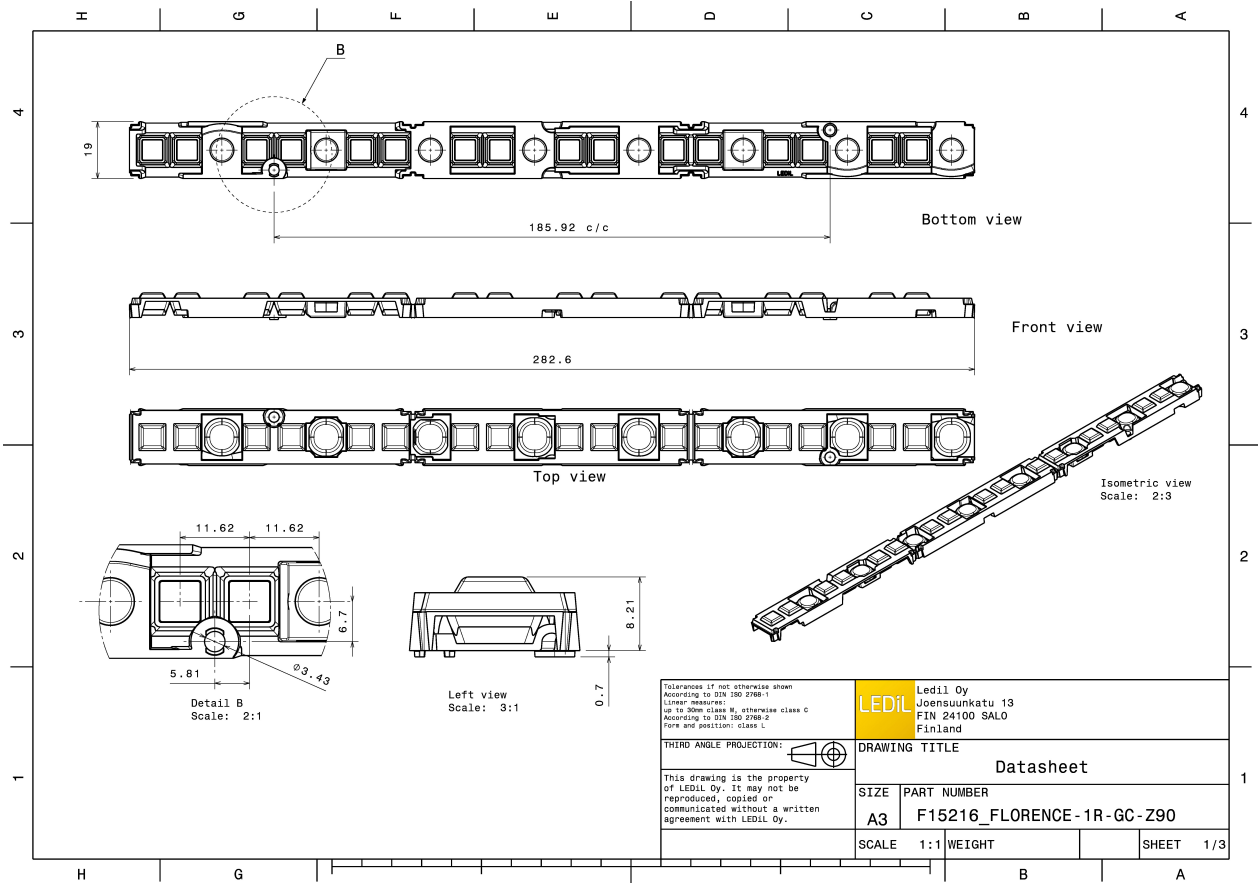 H G F E D C B A
B
4 4
19
LEDiL
Bottom view
185.92 c/c
3 3
Front view
282.6
Top view
Isometric view
Scale: 2:3
2 2
11.62 11.62
6.7
5.81
Ø3.43
Detail B
Scale: 2:1
8.21
0.7
Left view
Scale: 3:1
Tolerances if not otherwise shown
According to DIN ISO 2768-1
Linear measures:
up to 30mm class M, otherwise class C
According to DIN ISO 2768-2
Form and position: class L
LEDiL
Ledil Oy
Joensuunkatu 13
FIN 24100 SALO
Finland
THIRD ANGLE PROJECTION:
DRAWING TITLE
Datasheet
This drawing is the property
of LEDiL Oy. It may not be
reproduced, copied or
communicated without a written
agreement with LEDiL Oy.
SIZE
A3
PART NUMBER
F15216_FLORENCE-1R-GC-Z90
SCALE 1:1 WEIGHT SHEET 1/3
1 1
H G B A